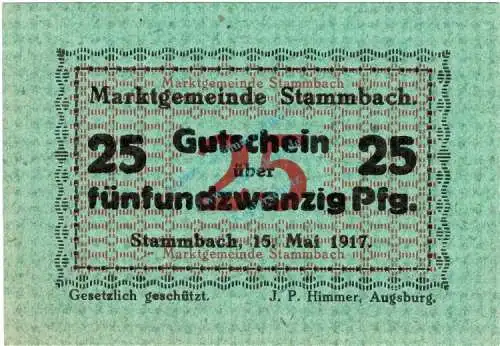 Marktgemeinde Stammbach
Marktgemeinde Stammbach.
25 Gutschein 25
25
über
fünfundzwanzig Pfg.
Stammbach, 15. Mai 1917.
Marktgemeinde Stammbach
Gesetzlich geschützt. J. P. Himmer, Augsburg.